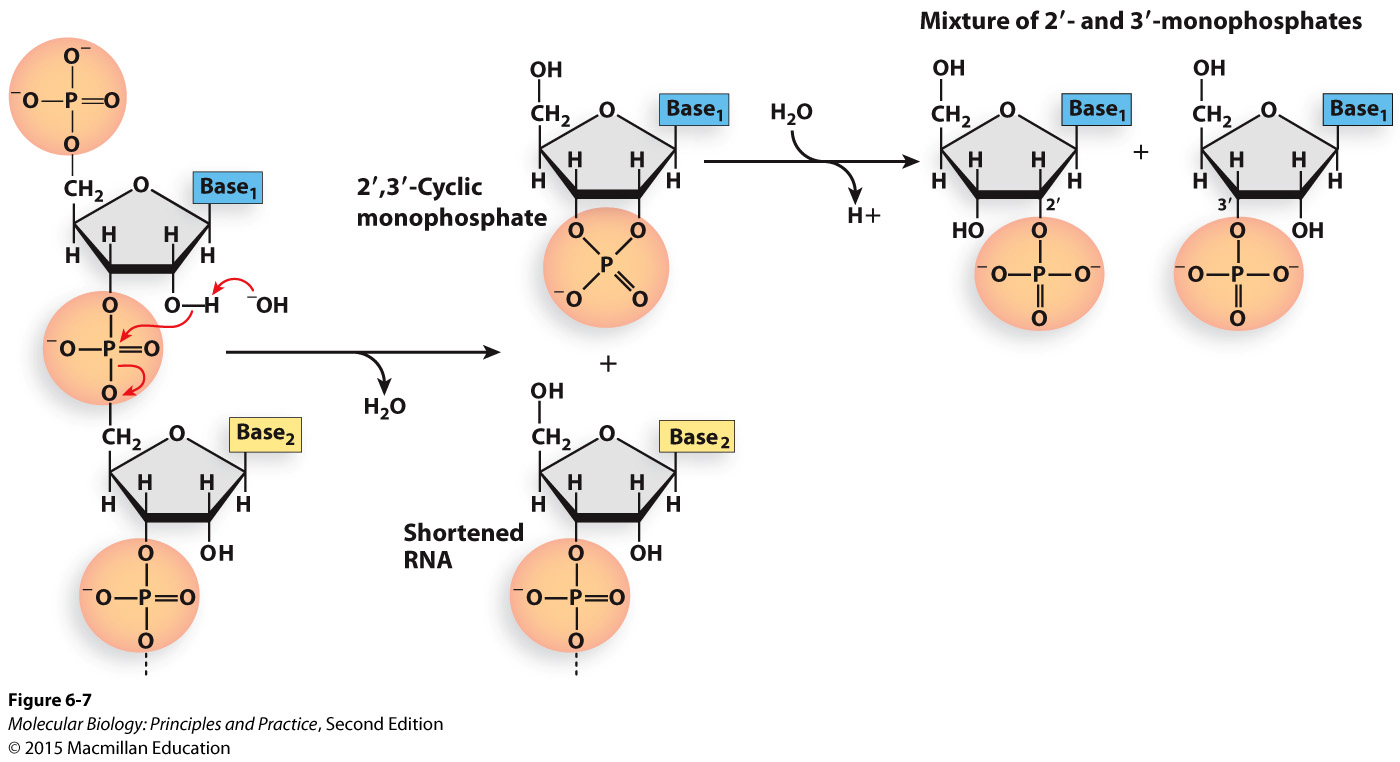 Mixture of 2′- and 3′-monophosphates
O⁻
⁻O—P=O
O
CH₂
O
Base₁
H
H
H
H
O
O—H
⁻OH
⁻O—P=O
O
CH₂
O
Base₂
H
H
H
H
O
OH
⁻O—P=O
O
H₂O
2′,3′-Cyclic
monophosphate
OH
CH₂
O
Base₁
H
H
H
H
O
O
P
⁻O
O
+
OH
CH₂
O
Base₂
H
H
H
H
Shortened
RNA
O
OH
⁻O—P=O
O
H₂O
H+
OH
CH₂
O
Base₁
H
H
H
H
2′
HO
O
⁻O—P—O⁻
O
+
OH
CH₂
O
Base₁
H
H
H
H
3′
O
OH
⁻O—P—O⁻
O
Figure 6-7
Molecular Biology: Principles and Practice, Second Edition
© 2015 Macmillan Education